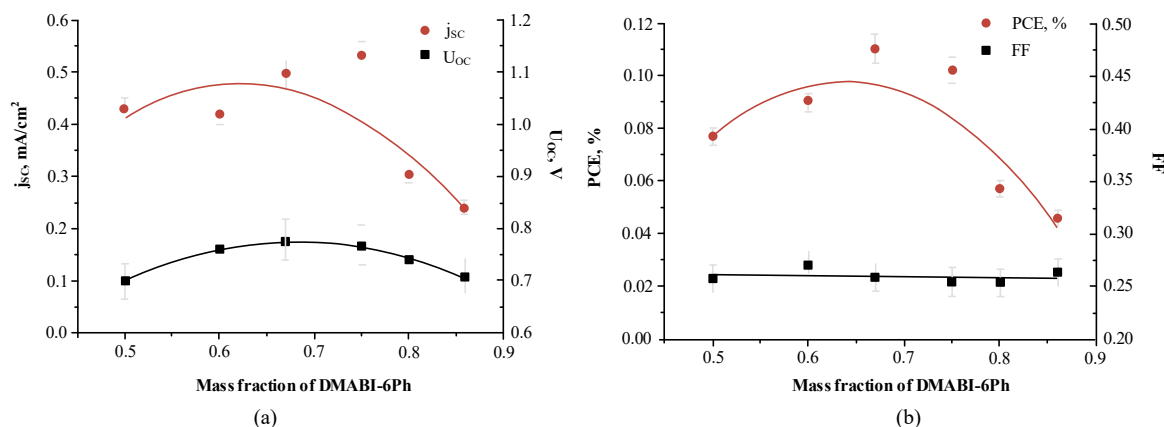 0.6
0.5
0.4
0.3
0.2
0.1
0.0
jsc, mA/cm²
jSC
UOC
1.2
1.1
1.0
0.9
0.8
0.7
0.6
UOC, V
0.5 0.6 0.7 0.8 0.9
Mass fraction of DMABI-6Ph
(a)
0.12
0.10
0.08
0.06
0.04
0.02
0.00
PCE, %
PCE, %
FF
0.50
0.45
0.40
0.35
0.30
0.25
0.20
FF
0.5 0.6 0.7 0.8 0.9
Mass fraction of DMABI-6Ph
(b)